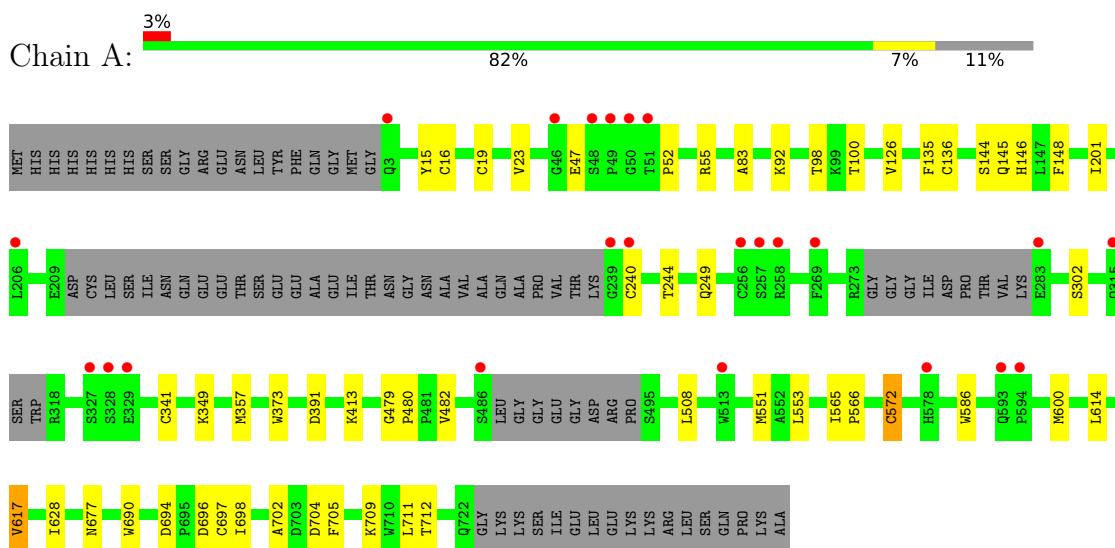 3%
Chain A:
82% 7% 11%
MET HIS HIS HIS HIS HIS HIS SER SER GLY ARG GLU ASN LEU TYR PHE GLN GLY MET GLY Q3 G46 E47 S48 P49 G50 T51 P52 R55 A83 K92 T98 K99 T100 V126 F135 C136 S144 Q145 H146 L147 F148 I201
L206 E209 ASP CYS LEU SER ILE ASN GLN GLU GLU THR SER GLU GLU ALA GLU ILE THR ASN GLY ASN ALA VAL ALA GLN ALA PRO VAL THR LYS G239 C240 T244 Q249 C256 S257 R258 F269 R273 GLY GLY GLY ILE ASP PRO THR VAL LYS E283 S302
SER TRP R318 S327 S328 E329 C341 K349 M357 W373 D391 K413 G479 P480 P481 V482 S486 LEU GLY GLY GLU GLY ASP ARG PRO S495 L508 W513 M551 A552 L553 I565 P566 C572 H578 W586 Q593 P594 M600 L614
V617 I628 N677 W690 D694 P695 D696 C697 I698 A702 D703 D704 F705 K709 W710 L711 T712 Q722 GLY LYS LYS SER ILE GLU LEU GLU LYS LYS ARG LEU SER GLN PRO LYS ALA